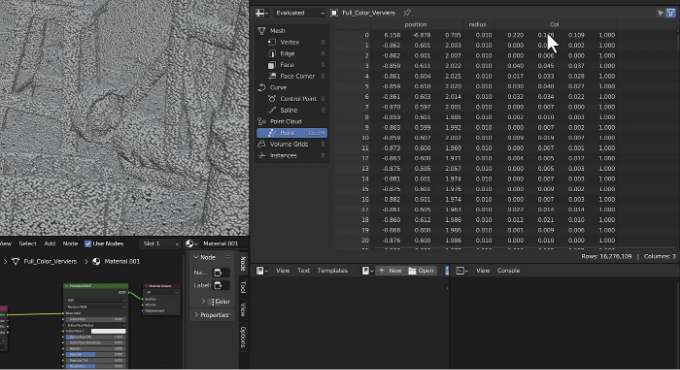 Evaluated Full_Color_Verviers
position radius Col
Mesh
Vertex
Edge
Face
Face Corner
Curve
Control Point
Spline
Point Cloud
Point 16.3M
Volume Grids
Instances
0 6.158 -6.878 0.705 0.010 0.220 0.109 1.000
1 -0.862 0.601 2.003 0.010 0.000 0.002 1.000
2 -0.862 0.601 2.007 0.010 0.000 0.006 0.000 1.000
3 -0.859 0.611 2.022 0.010 0.040 0.045 0.037 1.000
4 -0.861 0.604 2.025 0.010 0.017 0.033 0.028 1.000
5 -0.859 0.610 2.020 0.010 0.030 0.048 0.027 1.000
6 -0.861 0.603 2.014 0.010 0.032 0.034 0.022 1.000
7 -0.870 0.597 2.001 0.010 0.000 0.007 0.000 1.000
8 -0.859 0.601 1.985 0.010 0.002 0.010 0.003 1.000
9 -0.863 0.599 1.992 0.010 0.000 0.007 0.002 1.000
10 -0.859 0.607 2.002 0.010 0.009 0.019 0.007 1.000
11 -0.873 0.600 1.969 0.010 0.000 0.007 0.001 1.000
12 -0.863 0.600 1.971 0.010 0.004 0.005 0.012 1.000
13 -0.875 0.595 2.057 0.010 0.000 0.005 0.003 1.000
14 -0.881 0.601 1.974 0.010 0.000 0.007 0.003 1.000
15 -0.875 0.601 1.976 0.010 0.000 0.009 0.002 1.000
16 -0.882 0.601 1.974 0.010 0.000 0.007 0.003 1.000
17 -0.861 0.605 1.963 0.010 0.022 0.014 0.014 1.000
18 -0.860 0.612 1.986 0.010 0.012 0.021 0.010 1.000
19 -0.868 0.600 1.986 0.010 0.001 0.009 0.006 1.000
20 -0.876 0.600 1.986 0.010 0.000 0.010 0.003 1.000
Rows: 16,276,109 | Columns: 3
View Select Add Node Use Nodes Slot 1 Material.001
Full_Color_Verviers Material.001
Node
Na...
Label
Color
Properties
Node
Tool
View
Options
View Text Templates New Open View Console